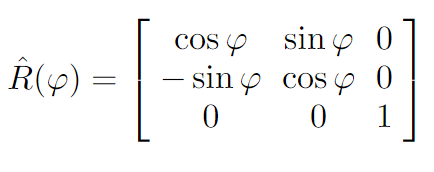 cos φ sin φ 0
R̂(φ) = [ − sin φ cos φ 0 ]
0 0 1